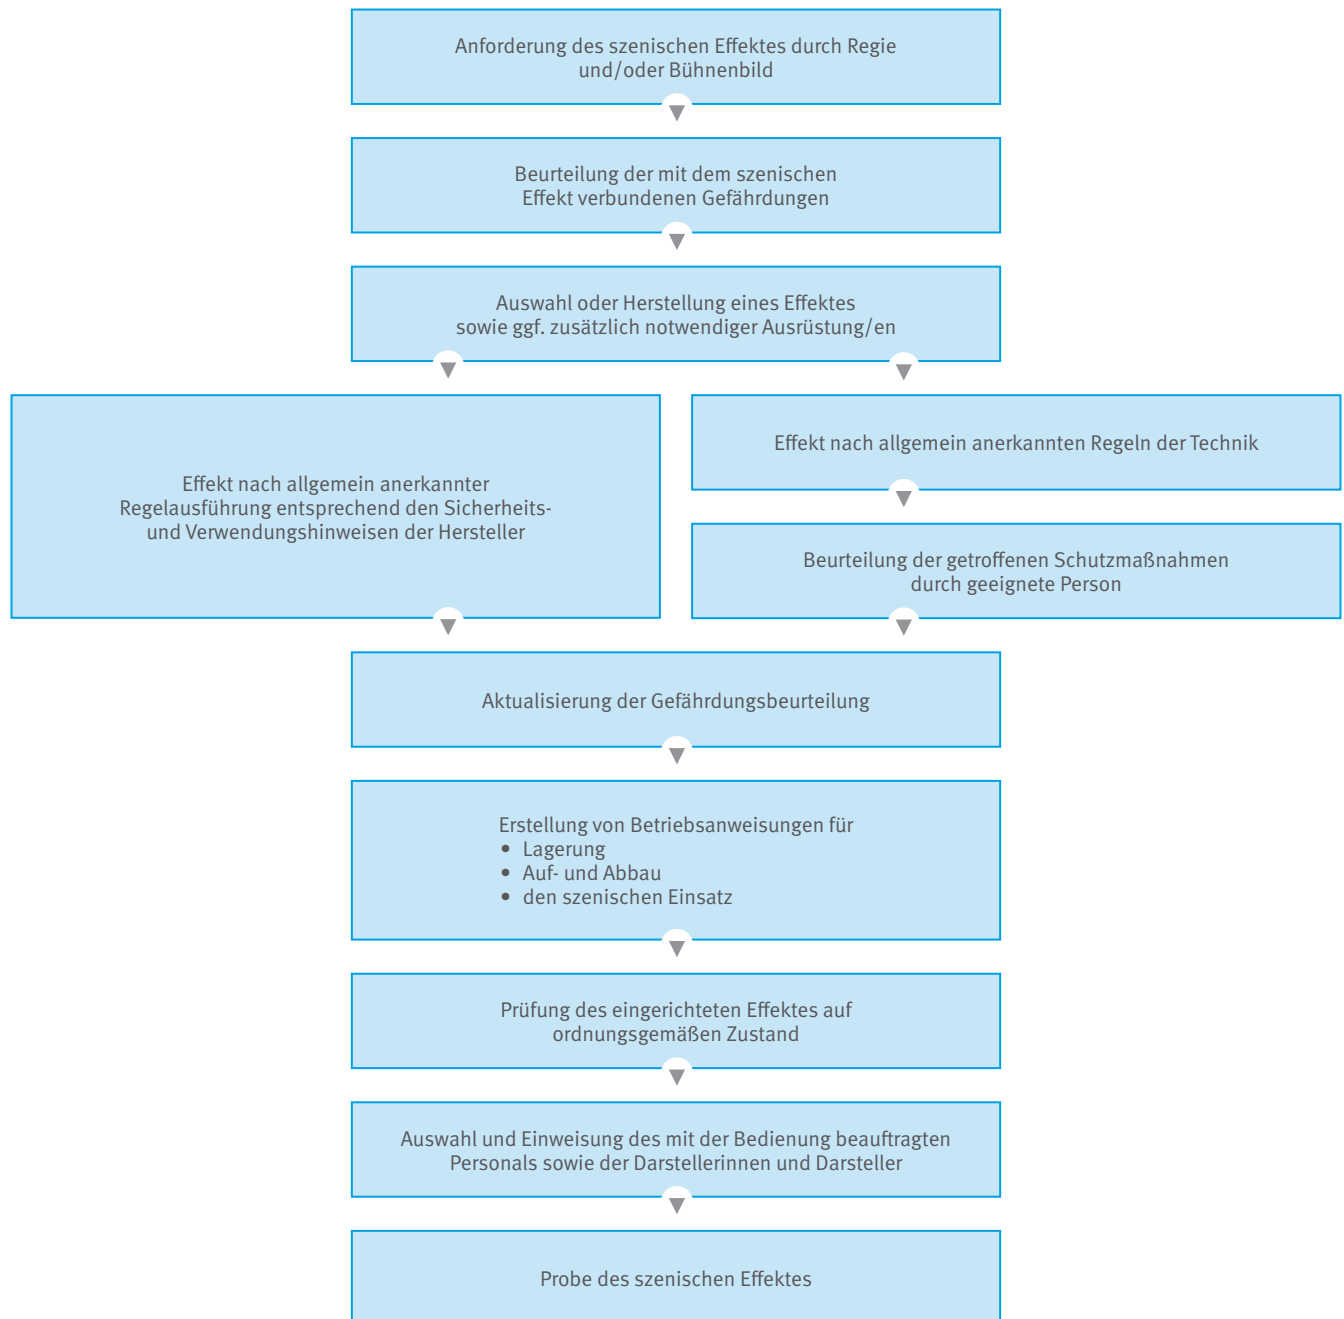 Anforderung des szenischen Effektes durch Regie
und/oder Bühnenbild
Beurteilung der mit dem szenischen
Effekt verbundenen Gefährdungen
Auswahl oder Herstellung eines Effektes
sowie ggf. zusätzlich notwendiger Ausrüstung/en
Effekt nach allgemein anerkannter
Regelausführung entsprechend den Sicherheits-
und Verwendungshinweisen der Hersteller
Effekt nach allgemein anerkannten Regeln der Technik
Beurteilung der getroffenen Schutzmaßnahmen
durch geeignete Person
Aktualisierung der Gefährdungsbeurteilung
Erstellung von Betriebsanweisungen für
• Lagerung
• Auf- und Abbau
• den szenischen Einsatz
Prüfung des eingerichteten Effektes auf
ordnungsgemäßen Zustand
Auswahl und Einweisung des mit der Bedienung beauftragten
Personals sowie der Darstellerinnen und Darsteller
Probe des szenischen Effektes